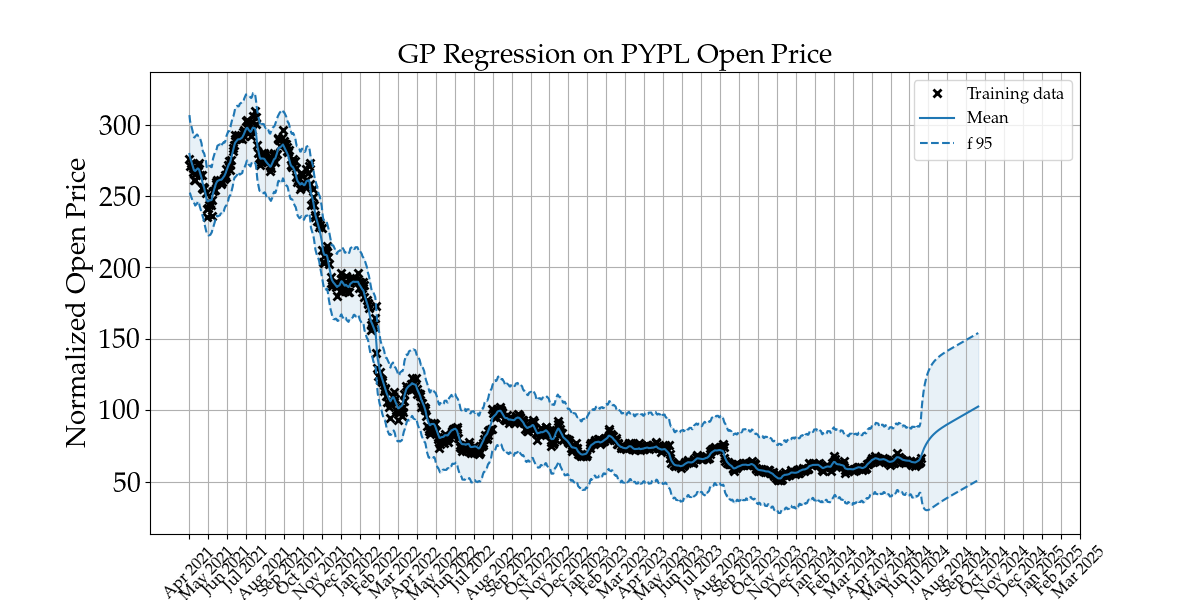 GP Regression on PYPL Open Price
Normalized Open Price
300
250
200
150
100
50
Training data
Mean
f 95
Apr 2021
May 2021
Jun 2021
Jul 2021
Aug 2021
Sep 2021
Oct 2021
Nov 2021
Dec 2021
Jan 2022
Feb 2022
Mar 2022
Apr 2022
May 2022
Jun 2022
Jul 2022
Aug 2022
Sep 2022
Oct 2022
Nov 2022
Dec 2022
Jan 2023
Feb 2023
Mar 2023
Apr 2023
May 2023
Jun 2023
Jul 2023
Aug 2023
Sep 2023
Oct 2023
Nov 2023
Dec 2023
Jan 2024
Feb 2024
Mar 2024
Apr 2024
May 2024
Jun 2024
Jul 2024
Aug 2024
Sep 2024
Oct 2024
Nov 2024
Dec 2024
Jan 2025
Feb 2025
Mar 2025